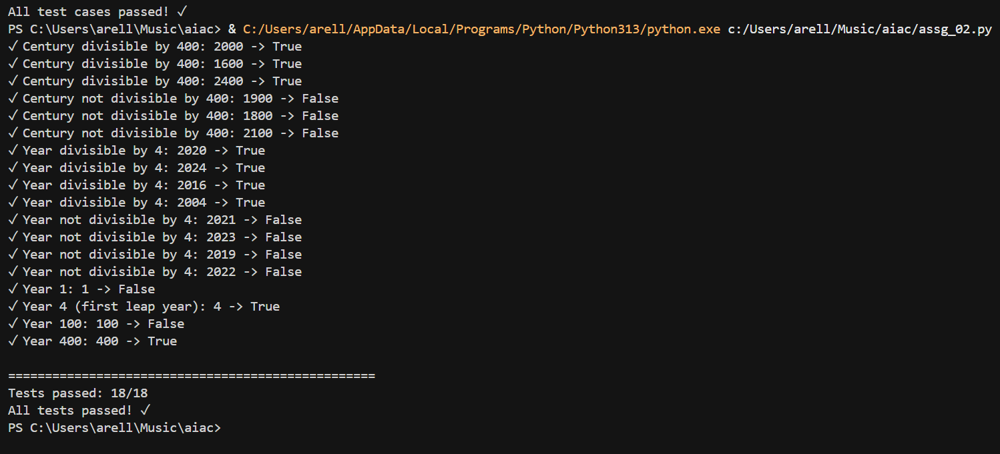 All test cases passed! ✓
PS C:\Users\arell\Music\aiac> & C:/Users/arell/AppData/Local/Programs/Python/Python313/python.exe c:/Users/arell/Music/aiac/assg_02.py
✓ Century divisible by 400: 2000 -> True
✓ Century divisible by 400: 1600 -> True
✓ Century divisible by 400: 2400 -> True
✓ Century not divisible by 400: 1900 -> False
✓ Century not divisible by 400: 1800 -> False
✓ Century not divisible by 400: 2100 -> False
✓ Year divisible by 4: 2020 -> True
✓ Year divisible by 4: 2024 -> True
✓ Year divisible by 4: 2016 -> True
✓ Year divisible by 4: 2004 -> True
✓ Year not divisible by 4: 2021 -> False
✓ Year not divisible by 4: 2023 -> False
✓ Year not divisible by 4: 2019 -> False
✓ Year not divisible by 4: 2022 -> False
✓ Year 1: 1 -> False
✓ Year 4 (first leap year): 4 -> True
✓ Year 100: 100 -> False
✓ Year 400: 400 -> True
==================================================
Tests passed: 18/18
All tests passed! ✓
PS C:\Users\arell\Music\aiac>